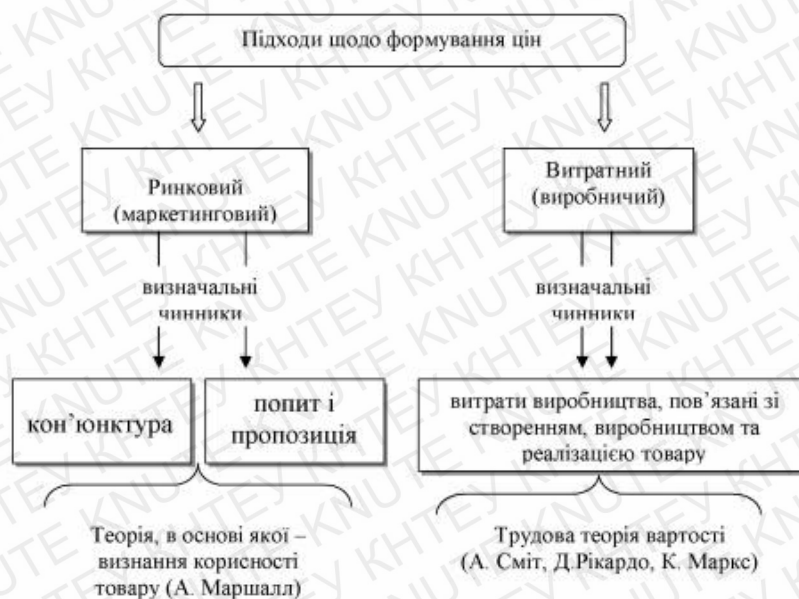 Підходи щодо формування цін
Ринковий
(маркетинговий)
Витратний
(виробничий)
визначальні
чинники
визначальні
чинники
кон’юнктура
попит і
пропозиція
витрати виробництва, пов’язані зі
створенням, виробництвом та
реалізацією товару
Теорія, в основі якої –
визнання корисності
товару (А. Маршалл)
Трудова теорія вартості
(А. Сміт, Д.Рікардо, К. Маркс)
KNUTE КНТЕУ